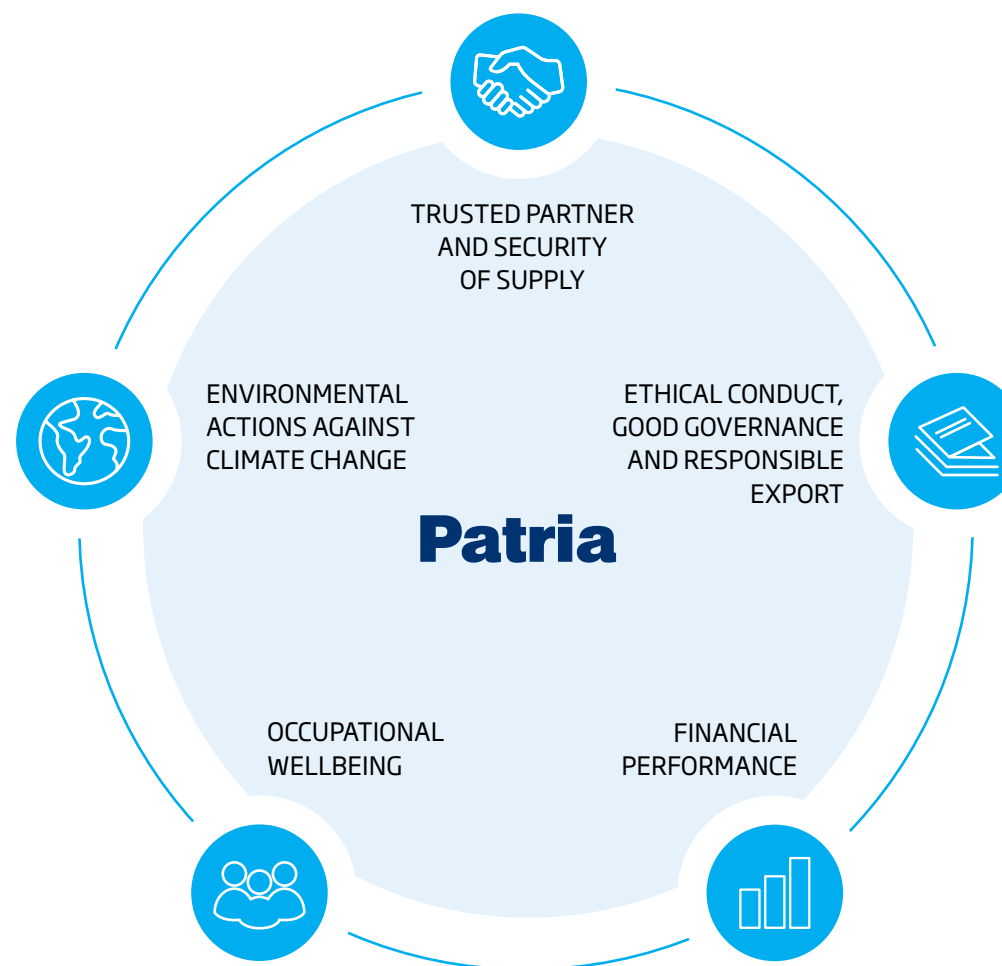 TRUSTED PARTNER
AND SECURITY
OF SUPPLY
ENVIRONMENTAL
ACTIONS AGAINST
CLIMATE CHANGE
ETHICAL CONDUCT,
GOOD GOVERNANCE
AND RESPONSIBLE
EXPORT
Patria
OCCUPATIONAL
WELLBEING
FINANCIAL
PERFORMANCE